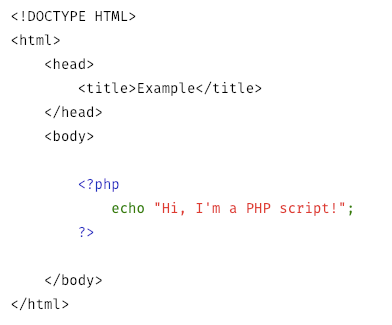 <!DOCTYPE HTML>
<html>
    <head>
        <title>Example</title>
    </head>
    <body>

        <?php
            echo "Hi, I'm a PHP script!";
        ?>

    </body>
</html>